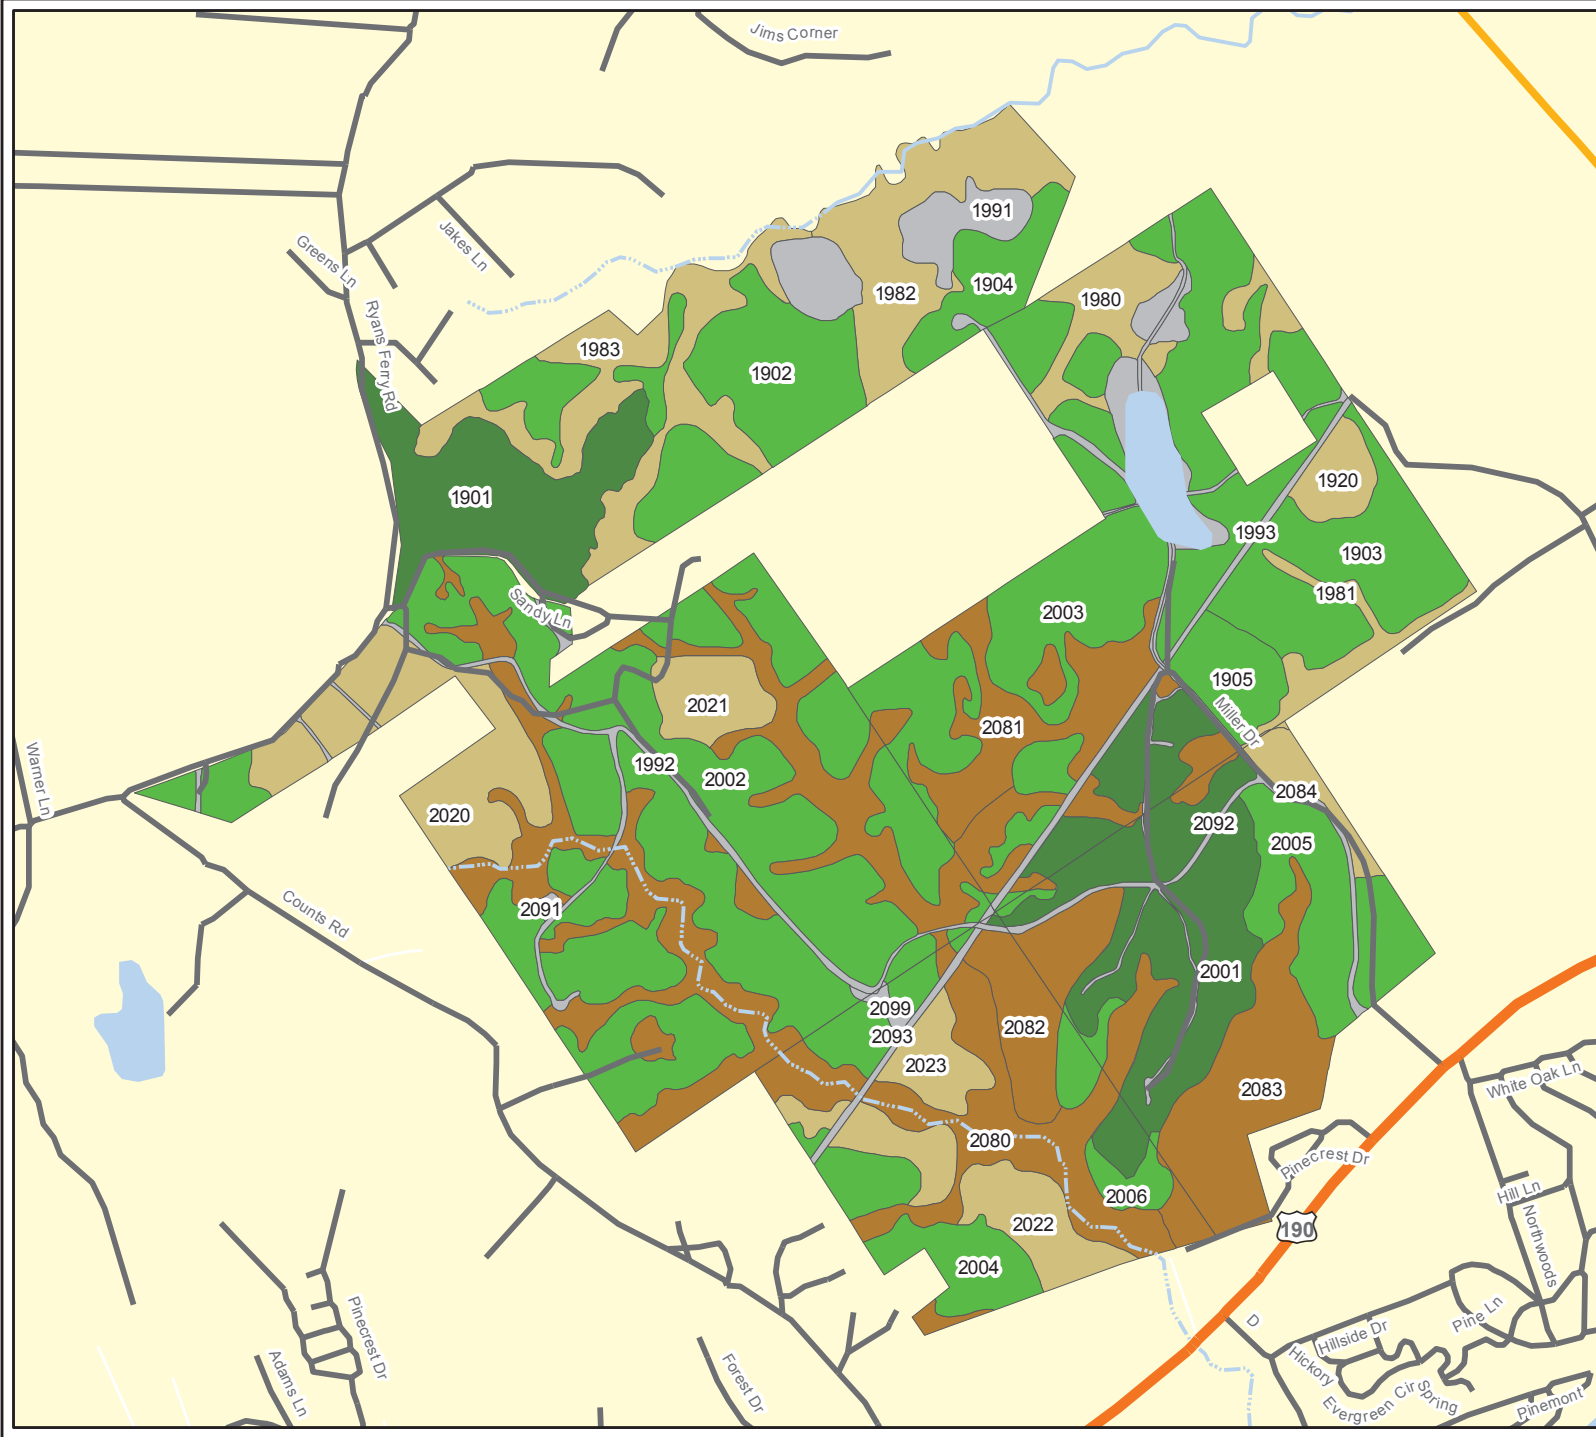 Jims Corner
1991
Jakes Ln
Greens Ln
1904
1982
1980
Ryans Ferry Rd
1983
1902
1920
1901
1993
1903
1981
Sandy Ln
2003
1905
2021
Miller Dr
2081
1992
2002
Warner Ln
2084
2020
2092
2005
2091
Counts Rd
2001
2099
2082
2093
2023
White Oak Ln
2083
2080
Pinecrest Dr
2006
Hill Ln
2022
190
Northwoods
2004
Pinecrest Dr
Pine Ln
D
Hillside Dr
Hickory
Adams Ln
Forest Dr
Evergreen Cir
Spring
Pinemont